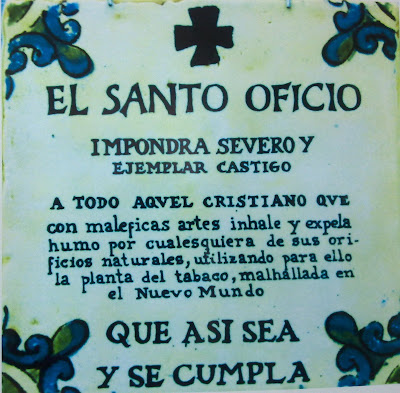 EL SANTO OFICIO
IMPONDRA SEVERO Y
EJEMPLAR CASTIGO
A TODO AQUEL CRISTIANO QUE
con maleficas artes inhale y expela
humo por cualesquiera de sus ori-
ficios naturales, utilizando para ello
la planta del tabaco, malhallada en
el Nuevo Mundo
QUE ASI SEA
Y SE CUMPLA